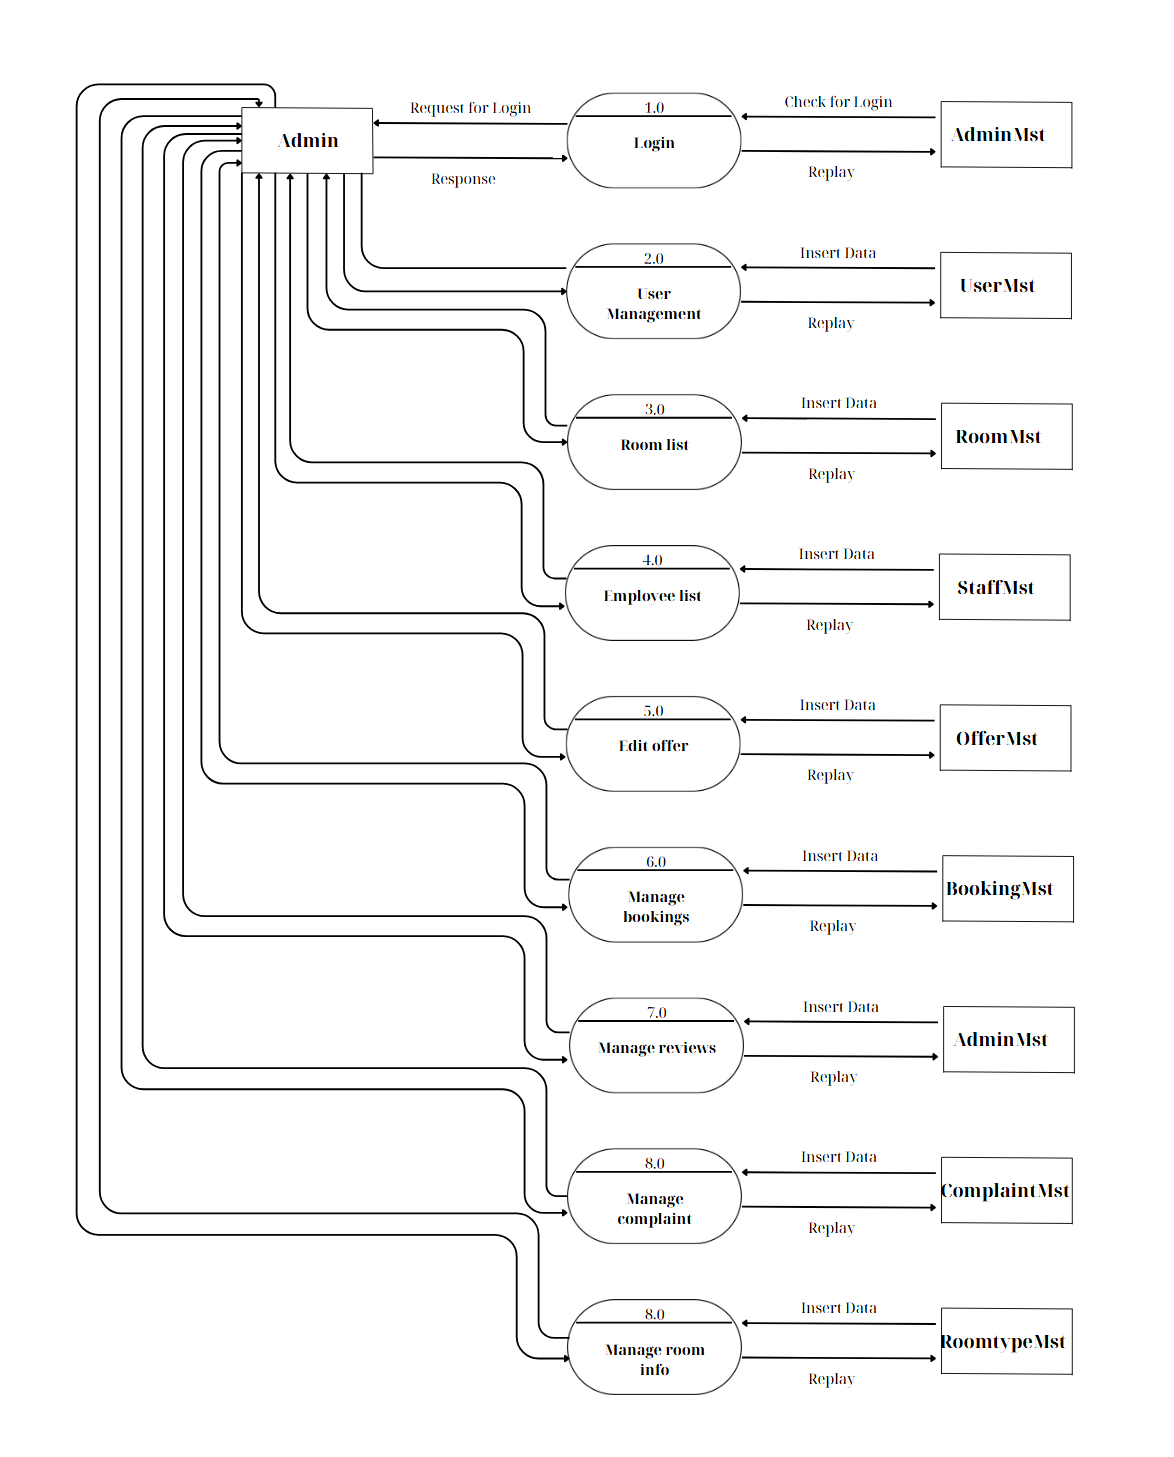 Admin
Request for Login
Response
1.0
Login
Check for Login
Replay
AdminMst
2.0
User
Management
Insert Data
Replay
UserMst
3.0
Room list
Insert Data
Replay
RoomMst
4.0
Employee list
Insert Data
Replay
StaffMst
5.0
Edit offer
Insert Data
Replay
OfferMst
6.0
Manage
bookings
Insert Data
Replay
BookingMst
7.0
Manage reviews
Insert Data
Replay
AdminMst
8.0
Manage
complaint
Insert Data
Replay
ComplaintMst
8.0
Manage room
info
Insert Data
Replay
RoomtypeMst